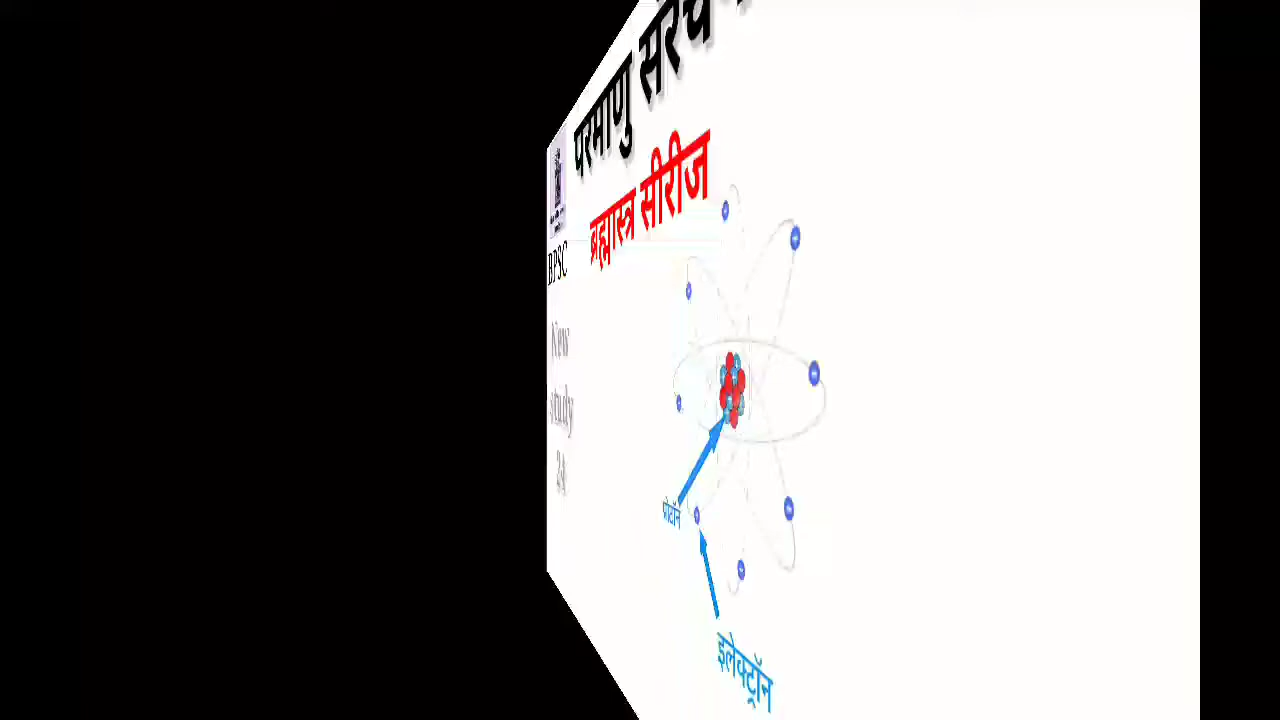 परमाणु संरच
ब्रह्मास्त्र सीरीज
BPSC
New
study
24
प्रोटॉन
इलेक्ट्रॉन